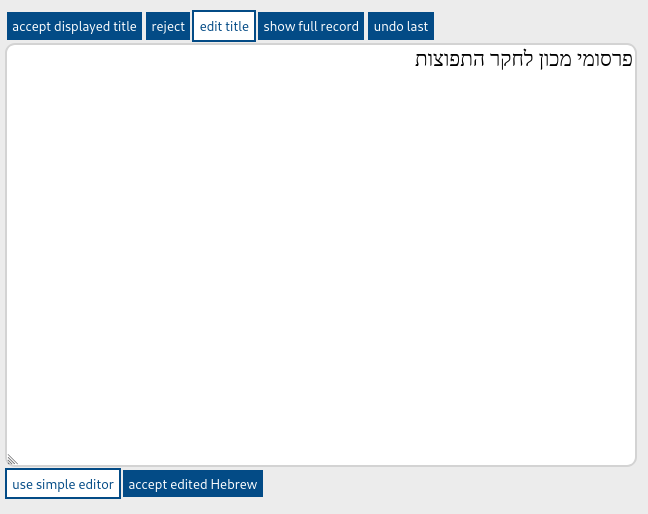 accept displayed title reject edit title show full record undo last
פרסומי מכון לחקר התפוצות
use simple editor accept edited Hebrew